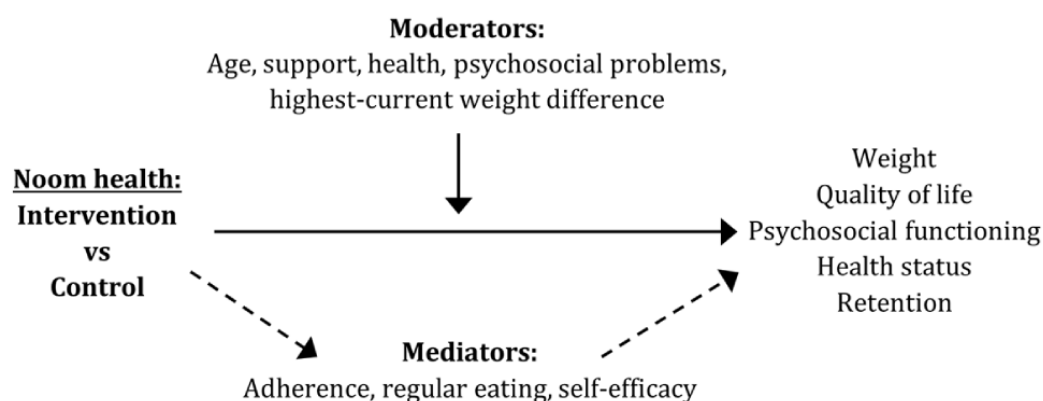 Moderators:
Age, support, health, psychosocial problems,
highest-current weight difference
Noom health:
Intervention
vs
Control
Weight
Quality of life
Psychosocial functioning
Health status
Retention
Mediators:
Adherence, regular eating, self-efficacy